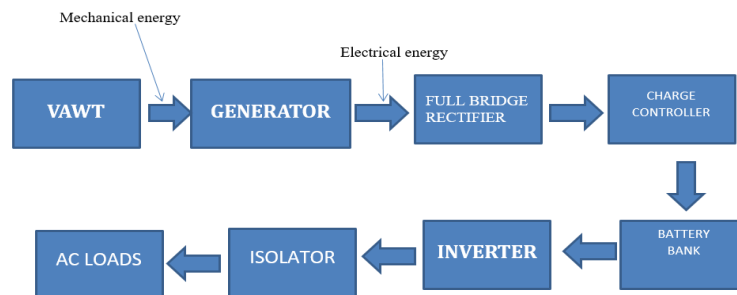 Mechanical energy
Electrical energy
VAWT
GENERATOR
FULL BRIDGE
RECTIFIER
CHARGE
CONTROLLER
AC LOADS
ISOLATOR
INVERTER
BATTERY
BANK